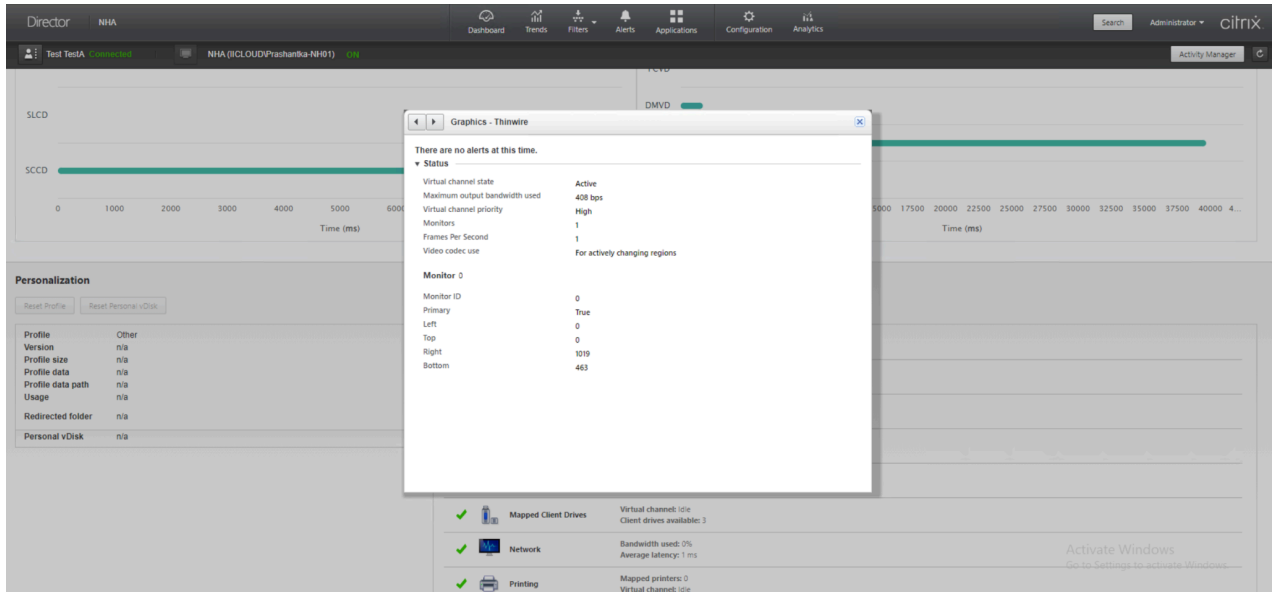 Director NHA Dashboard Trends Filters Alerts Applications Configuration Analytics Search Administrator citrix
Test TestA Connected NHA (IICLOUD\Prashantka-NH01) ON Activity Manager
SLCD
SCCD
0 1000 2000 3000 4000 5000
Time (ms)
DMVD
17500 20000 22500 25000 27500 30000 32500 35000 37500 40000 4...
Time (ms)
Graphics - Thinwire
There are no alerts at this time.
Status
Virtual channel state Active
Maximum output bandwidth used 408 bps
Virtual channel priority High
Monitors 1
Frames Per Second 1
Video codec use For actively changing regions
Monitor 0
Monitor ID 0
Primary True
Left 0
Top 0
Right 1019
Bottom 463
Personalization
Reset Profile Reset Personal vDisk
Profile Other
Version n/a
Profile size n/a
Profile data n/a
Profile data path n/a
Usage n/a
Redirected folder n/a
Personal vDisk n/a
Mapped Client Drives
Virtual channel: Idle
Client drives available: 3
Network
Bandwidth used: 0%
Average latency: 1 ms
Printing
Mapped printers: 0
Virtual channel: Idle
Activate Windows
Go to Settings to activate Windows.